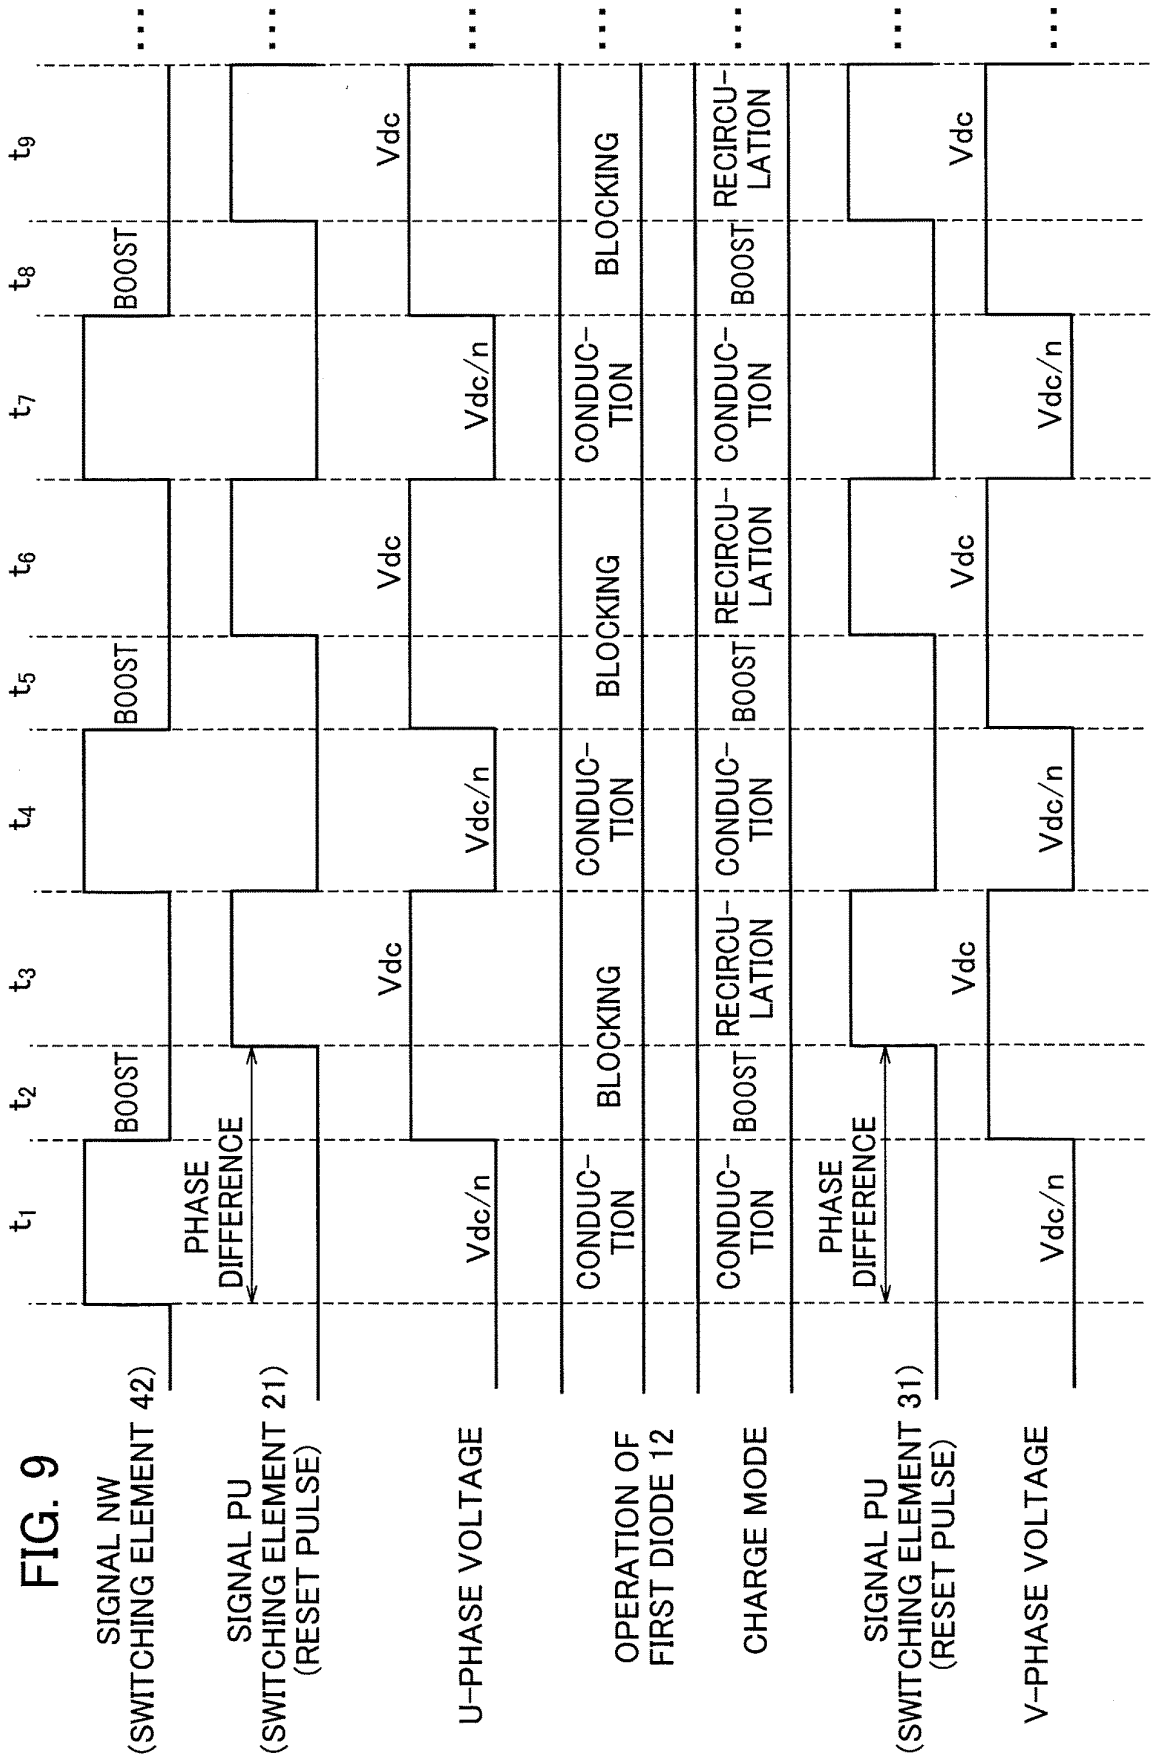 FIG. 9
t1 t2 t3 t4 t5 t6 t7 t8 t9
SIGNAL NW
(SWITCHING ELEMENT 42)
BOOST BOOST BOOST ...
SIGNAL PU
(SWITCHING ELEMENT 21)
(RESET PULSE)
PHASE
DIFFERENCE
...
U-PHASE VOLTAGE
Vdc/n Vdc Vdc/n Vdc Vdc/n Vdc ...
OPERATION OF
FIRST DIODE 12
CONDUC-
TION
BLOCKING
CONDUC-
TION
BLOCKING
CONDUC-
TION
BLOCKING
...
CHARGE MODE
CONDUC-
TION
BOOST
RECIRCU-
LATION
CONDUC-
TION
BOOST
RECIRCU-
LATION
CONDUC-
TION
BOOST
RECIRCU-
LATION
...
SIGNAL PU
(SWITCHING ELEMENT 31)
(RESET PULSE)
PHASE
DIFFERENCE
...
V-PHASE VOLTAGE
Vdc/n Vdc Vdc/n Vdc Vdc/n Vdc ...